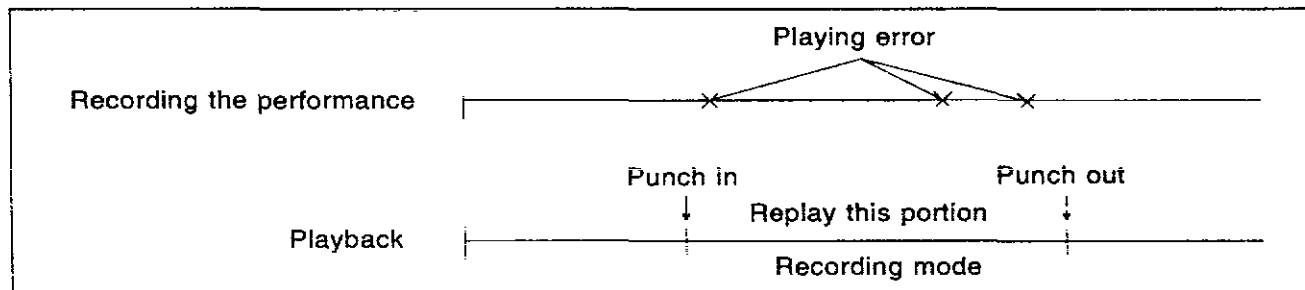 Playing error
Recording the performance
Punch in
Punch out
Replay this portion
Playback
Recording mode